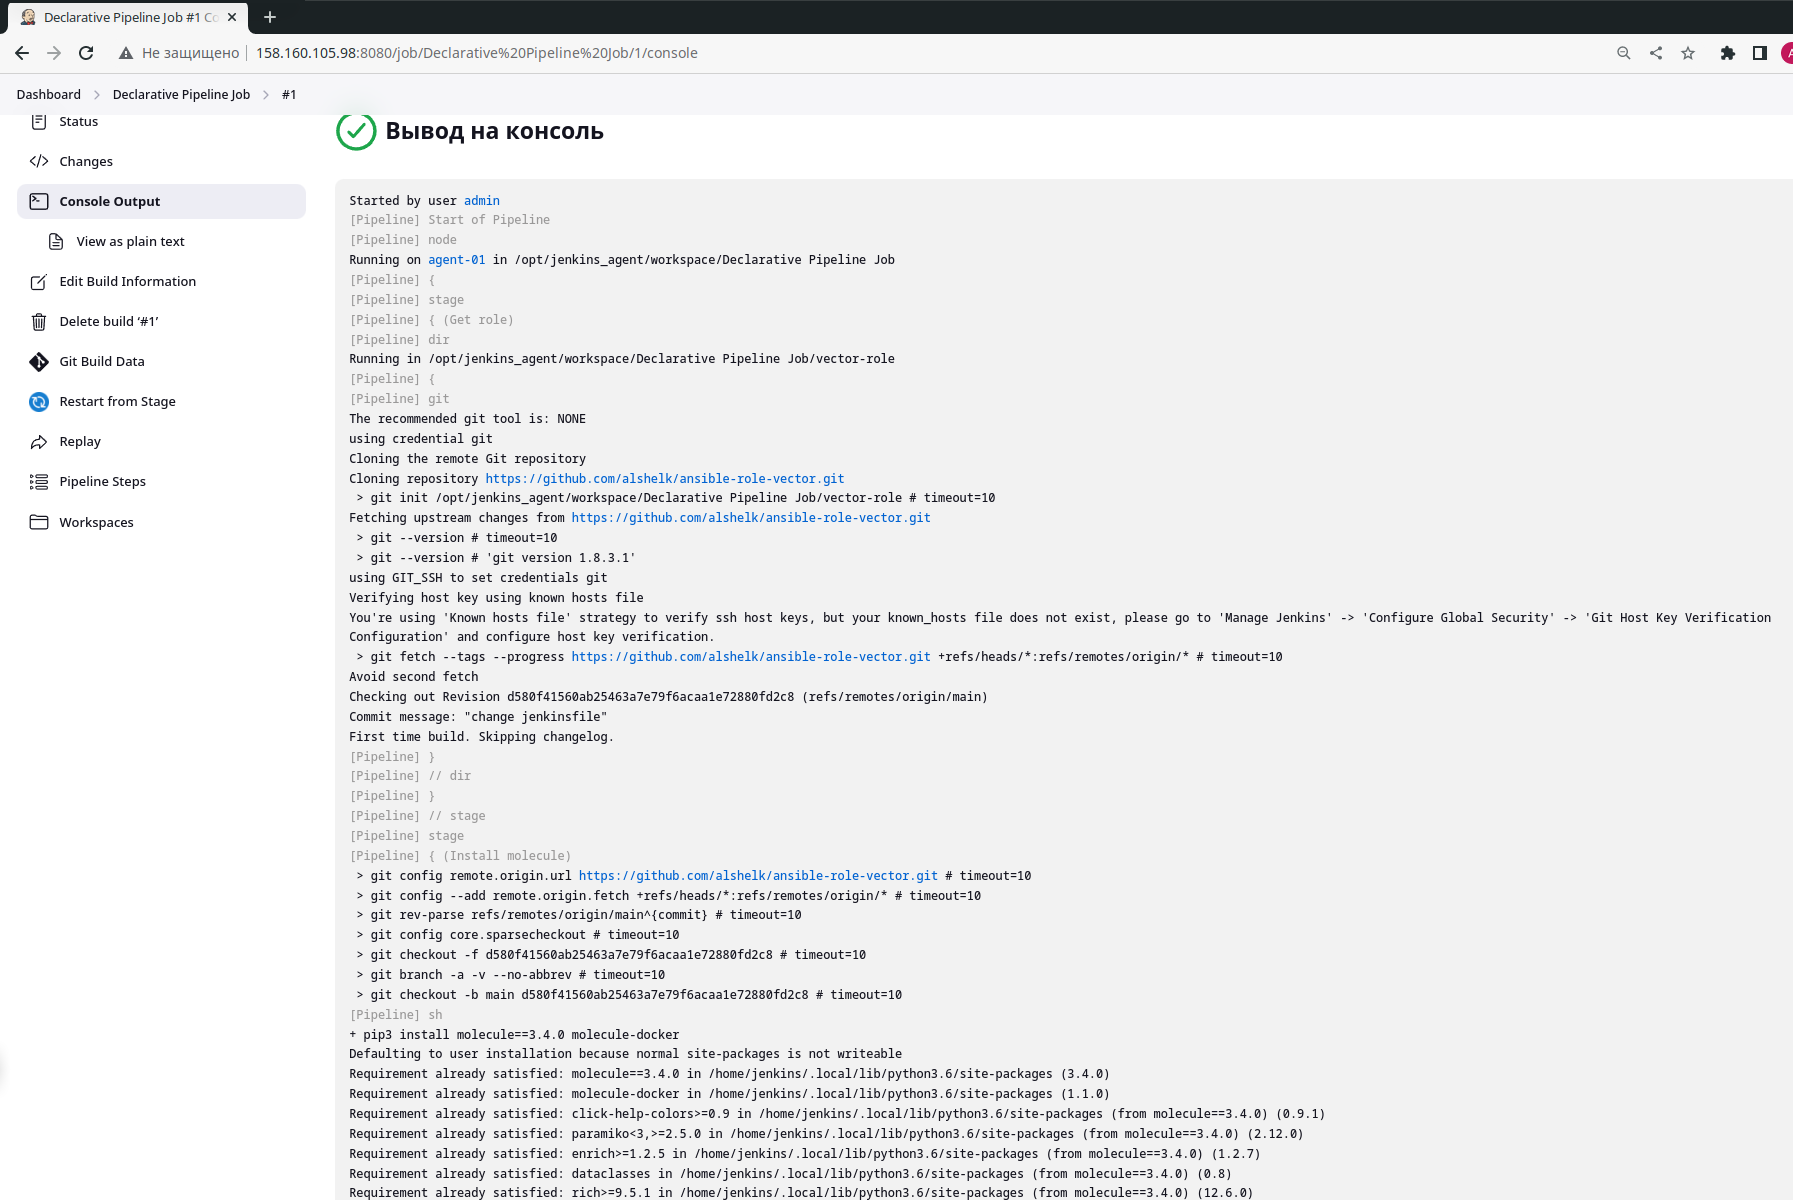 Declarative Pipeline Job #1 Co
Не защищено 158.160.105.98:8080/job/Declarative%20Pipeline%20Job/1/console
Dashboard Declarative Pipeline Job #1
Status
Changes
Console Output
View as plain text
Edit Build Information
Delete build ‘#1’
Git Build Data
Restart from Stage
Replay
Pipeline Steps
Workspaces
Вывод на консоль
Started by user admin
[Pipeline] Start of Pipeline
[Pipeline] node
Running on agent-01 in /opt/jenkins_agent/workspace/Declarative Pipeline Job
[Pipeline] {
[Pipeline] stage
[Pipeline] { (Get role)
[Pipeline] dir
Running in /opt/jenkins_agent/workspace/Declarative Pipeline Job/vector-role
[Pipeline] {
[Pipeline] git
The recommended git tool is: NONE
using credential git
Cloning the remote Git repository
Cloning repository https://github.com/alshelk/ansible-role-vector.git
> git init /opt/jenkins_agent/workspace/Declarative Pipeline Job/vector-role # timeout=10
Fetching upstream changes from https://github.com/alshelk/ansible-role-vector.git
> git --version # timeout=10
> git --version # 'git version 1.8.3.1'
using GIT_SSH to set credentials git
Verifying host key using known hosts file
You're using 'Known hosts file' strategy to verify ssh host keys, but your known_hosts file does not exist, please go to 'Manage Jenkins' -> 'Configure Global Security' -> 'Git Host Key Verification
Configuration' and configure host key verification.
> git fetch --tags --progress https://github.com/alshelk/ansible-role-vector.git +refs/heads/*:refs/remotes/origin/* # timeout=10
Avoid second fetch
Checking out Revision d580f41560ab25463a7e79f6acaa1e72880fd2c8 (refs/remotes/origin/main)
Commit message: "change jenkinsfile"
First time build. Skipping changelog.
[Pipeline] }
[Pipeline] // dir
[Pipeline] }
[Pipeline] // stage
[Pipeline] stage
[Pipeline] { (Install molecule)
> git config remote.origin.url https://github.com/alshelk/ansible-role-vector.git # timeout=10
> git config --add remote.origin.fetch +refs/heads/*:refs/remotes/origin/* # timeout=10
> git rev-parse refs/remotes/origin/main^{commit} # timeout=10
> git config core.sparsecheckout # timeout=10
> git checkout -f d580f41560ab25463a7e79f6acaa1e72880fd2c8 # timeout=10
> git branch -a -v --no-abbrev # timeout=10
> git checkout -b main d580f41560ab25463a7e79f6acaa1e72880fd2c8 # timeout=10
[Pipeline] sh
+ pip3 install molecule==3.4.0 molecule-docker
Defaulting to user installation because normal site-packages is not writeable
Requirement already satisfied: molecule==3.4.0 in /home/jenkins/.local/lib/python3.6/site-packages (3.4.0)
Requirement already satisfied: molecule-docker in /home/jenkins/.local/lib/python3.6/site-packages (1.1.0)
Requirement already satisfied: click-help-colors>=0.9 in /home/jenkins/.local/lib/python3.6/site-packages (from molecule==3.4.0) (0.9.1)
Requirement already satisfied: paramiko<3,>=2.5.0 in /home/jenkins/.local/lib/python3.6/site-packages (from molecule==3.4.0) (2.12.0)
Requirement already satisfied: enrich>=1.2.5 in /home/jenkins/.local/lib/python3.6/site-packages (from molecule==3.4.0) (1.2.7)
Requirement already satisfied: dataclasses in /home/jenkins/.local/lib/python3.6/site-packages (from molecule==3.4.0) (0.8)
Requirement already satisfied: rich>=9.5.1 in /home/jenkins/.local/lib/python3.6/site-packages (from molecule==3.4.0) (12.6.0)